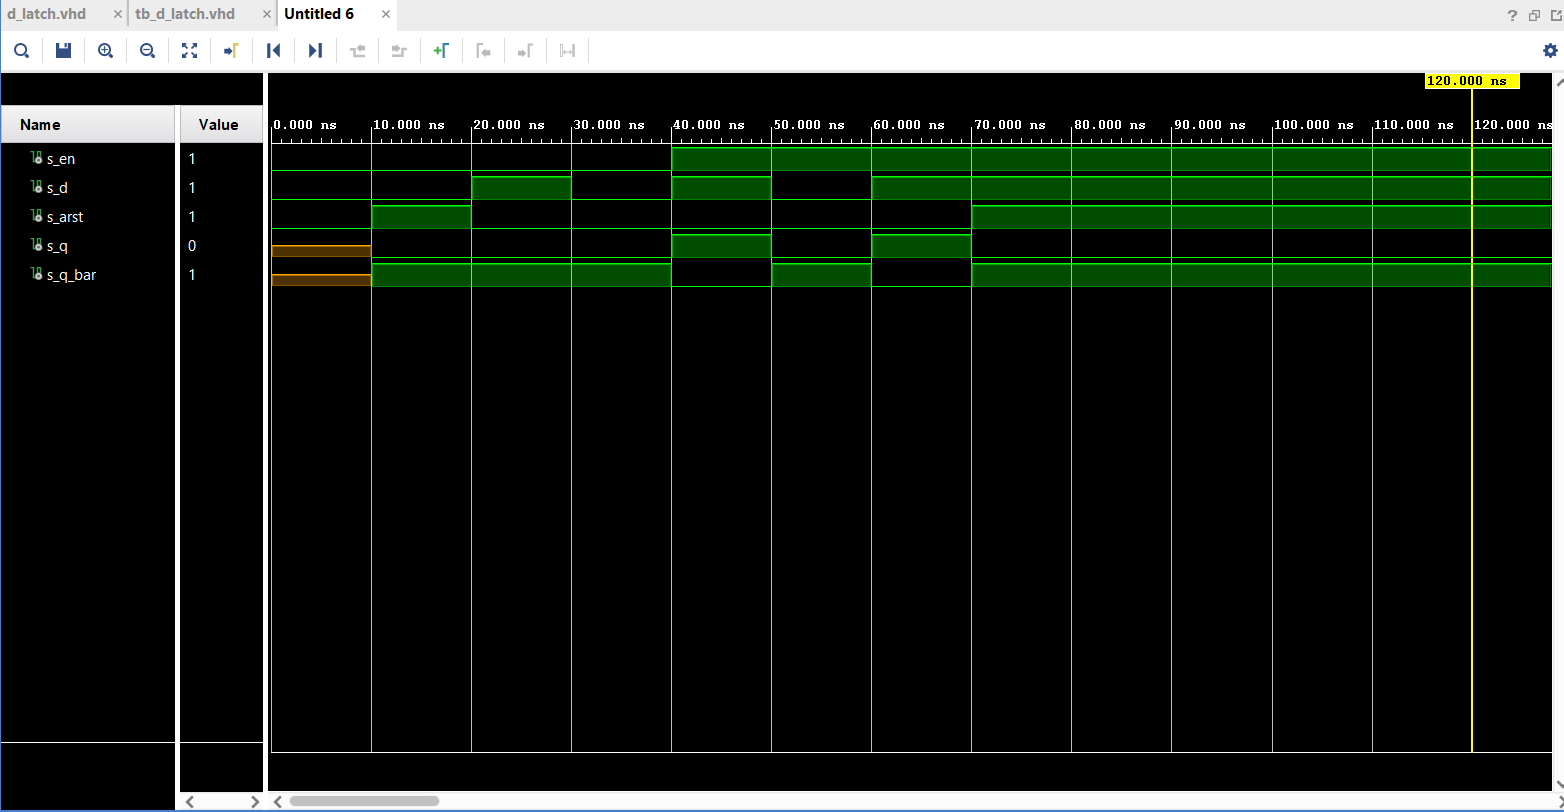 d_latch.vhd × tb_d_latch.vhd × Untitled 6 × ?
120.000 ns
Name Value 0.000 ns 10.000 ns 20.000 ns 30.000 ns 40.000 ns 50.000 ns 60.000 ns 70.000 ns 80.000 ns 90.000 ns 100.000 ns 110.000 ns 120.000 ns
s_en 1
s_d 1
s_arst 1
s_q 0
s_q_bar 1